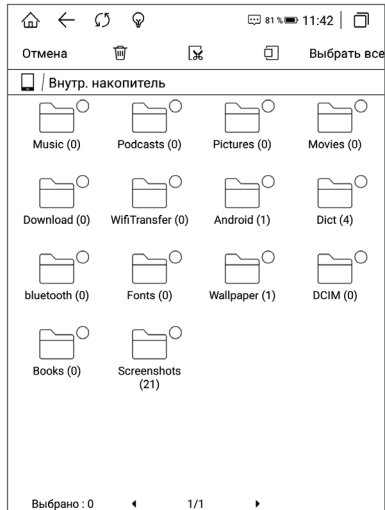 81% 11:42
Отмена Выбрать все
Внутр. накопитель
Music (0) Podcasts (0) Pictures (0) Movies (0)
Download (0) WifiTransfer (0) Android (1) Dict (4)
bluetooth (0) Fonts (0) Wallpaper (1) DCIM (0)
Books (0) Screenshots
(21)
Выбрано : 0 1/1